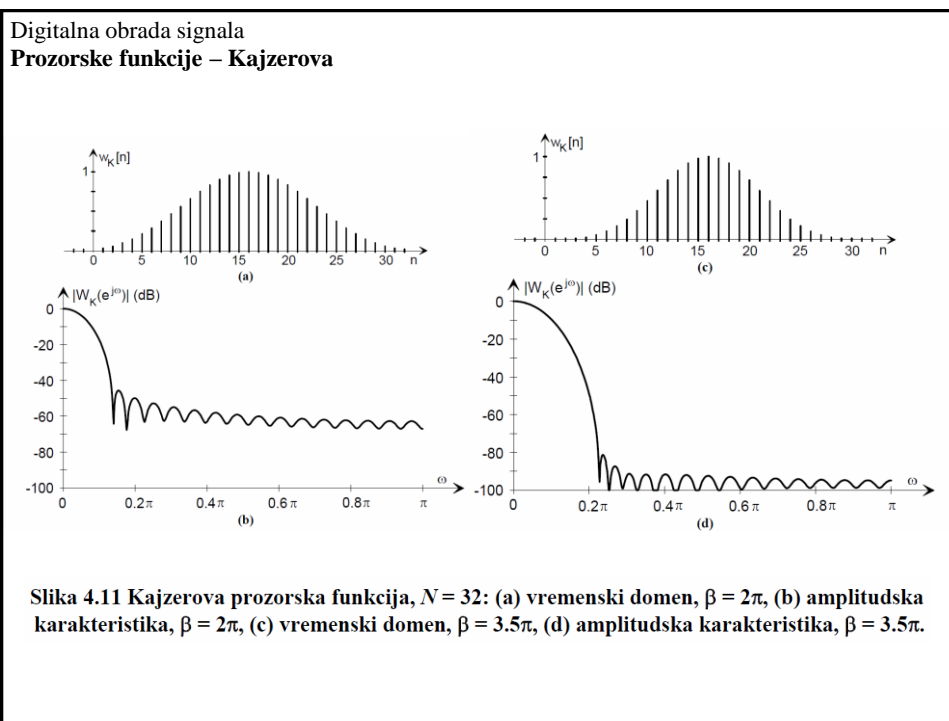 Digitalna obrada signala
Prozorske funkcije – Kajzerova
w_K[n]
1
0 5 10 15 20 25 30 n
(a)
w_K[n]
1
0 5 10 15 20 25 30 n
(c)
|W_K(e^jω)| (dB)
0
-20
-40
-60
-80
-100
0 0.2π 0.4π 0.6π 0.8π π
ω
(b)
|W_K(e^jω)| (dB)
0
-20
-40
-60
-80
-100
0 0.2π 0.4π 0.6π 0.8π π
ω
(d)
Slika 4.11 Kajzerova prozorska funkcija, N = 32: (a) vremenski domen, β = 2π, (b) amplitudska
karakteristika, β = 2π, (c) vremenski domen, β = 3.5π, (d) amplitudska karakteristika, β = 3.5π.